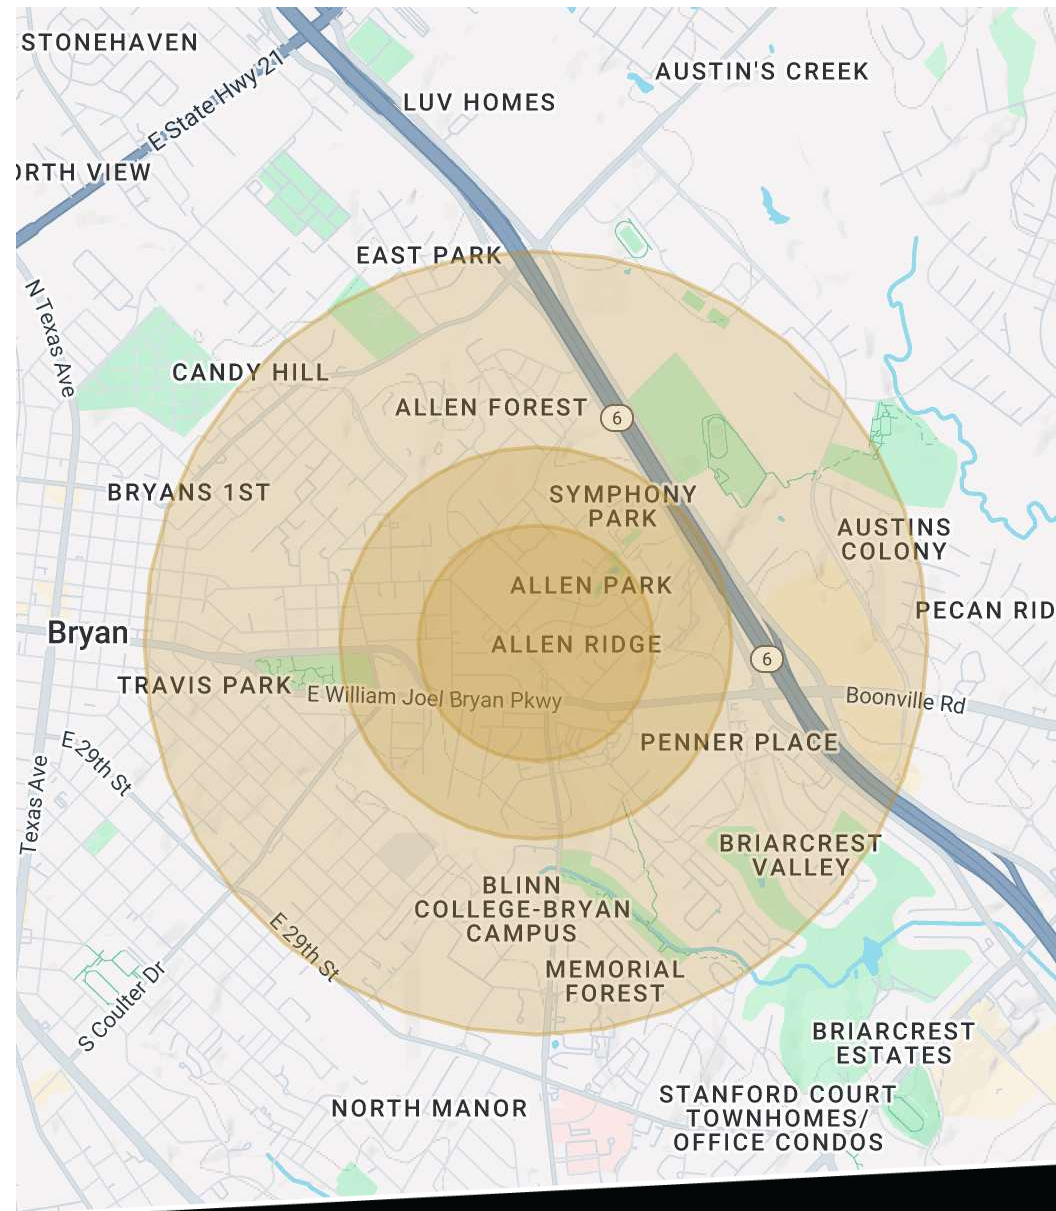 STONEHAVEN
E State Hwy 21
AUSTIN'S CREEK
LUV HOMES
ORTH VIEW
EAST PARK
N Texas Ave
CANDY HILL
ALLEN FOREST
6
BRYANS 1ST
SYMPHONY
PARK
AUSTINS
COLONY
ALLEN PARK
PECAN RID
Bryan
ALLEN RIDGE
6
TRAVIS PARK
E William Joel Bryan Pkwy
Boonville Rd
E 29th St
PENNER PLACE
Texas Ave
BRIARCREST
VALLEY
BLINN
COLLEGE-BRYAN
CAMPUS
E 29th St
MEMORIAL
FOREST
S Coulter Dr
BRIARCREST
ESTATES
NORTH MANOR
STANFORD COURT
TOWNHOMES/
OFFICE CONDOS